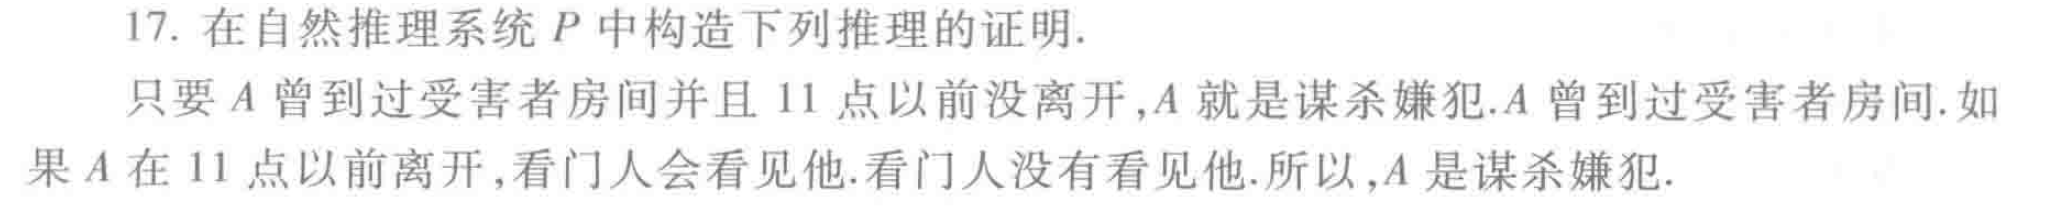 17. 在自然推理系统 P 中构造下列推理的证明.
只要 A 曾到过受害者房间并且 11 点以前没离开,A 就是谋杀嫌犯.A 曾到过受害者房间.如
果 A 在 11 点以前离开,看门人会看见他.看门人没有看见他.所以,A 是谋杀嫌犯.